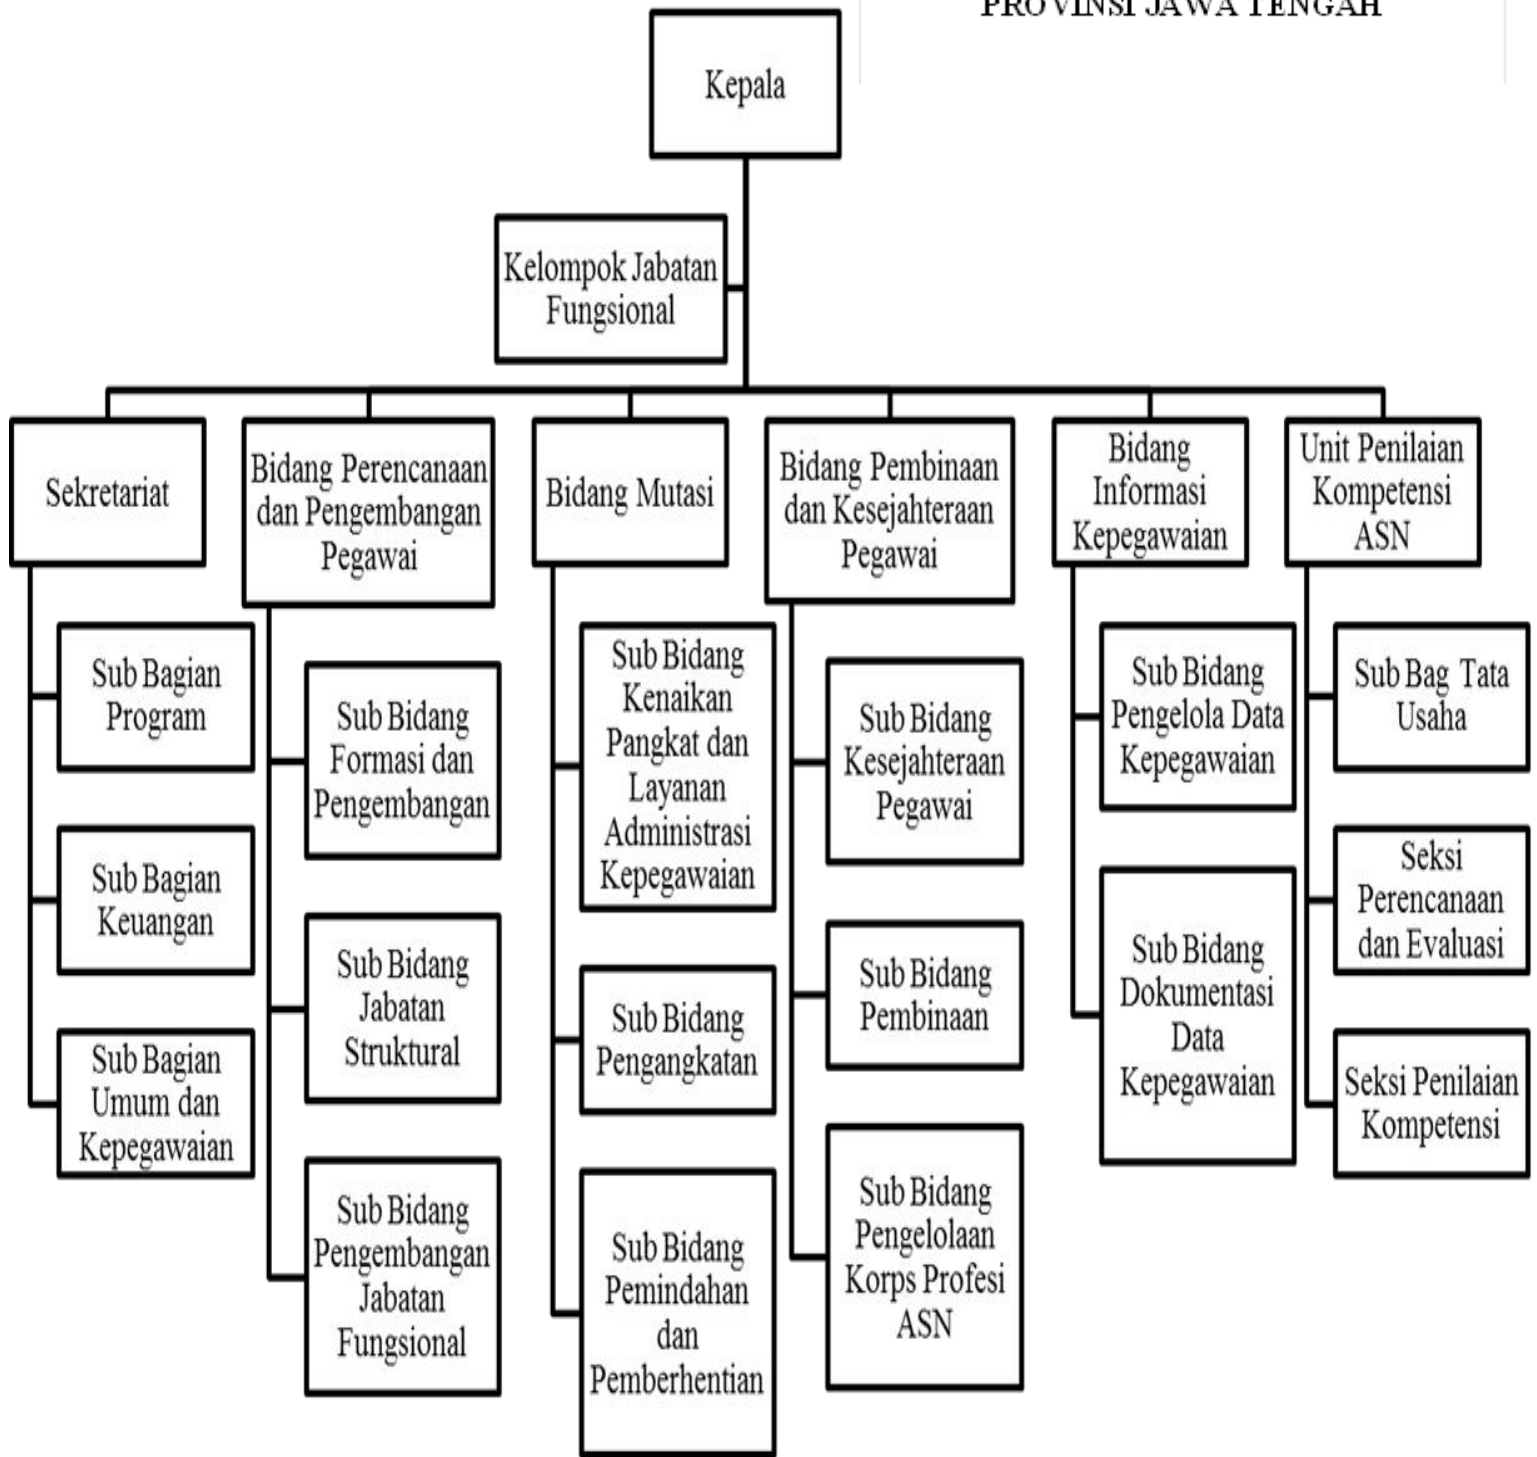 PROVINSI JAWA TENGAH
Kepala
Kelompok Jabatan
Fungsional
Sekretariat
Sub Bagian
Program
Sub Bagian
Keuangan
Sub Bagian
Umum dan
Kepegawaian
Bidang Perencanaan
dan Pengembangan
Pegawai
Sub Bidang
Formasi dan
Pengembangan
Sub Bidang
Jabatan
Struktural
Sub Bidang
Pengembangan
Jabatan
Fungsional
Bidang Mutasi
Sub Bidang
Kenaikan
Pangkat dan
Layanan
Administrasi
Kepegawaian
Sub Bidang
Pengangkatan
Sub Bidang
Pemindahan
dan
Pemberhentian
Bidang Pembinaan
dan Kesejahteraan
Pegawai
Sub Bidang
Kesejahteraan
Pegawai
Sub Bidang
Pembinaan
Sub Bidang
Pengelolaan
Korps Profesi
ASN
Bidang
Informasi
Kepegawaian
Sub Bidang
Pengelola Data
Kepegawaian
Sub Bidang
Dokumentasi
Data
Kepegawaian
Unit Penilaian
Kompetensi
ASN
Sub Bag Tata
Usaha
Seksi
Perencanaan
dan Evaluasi
Seksi Penilaian
Kompetensi